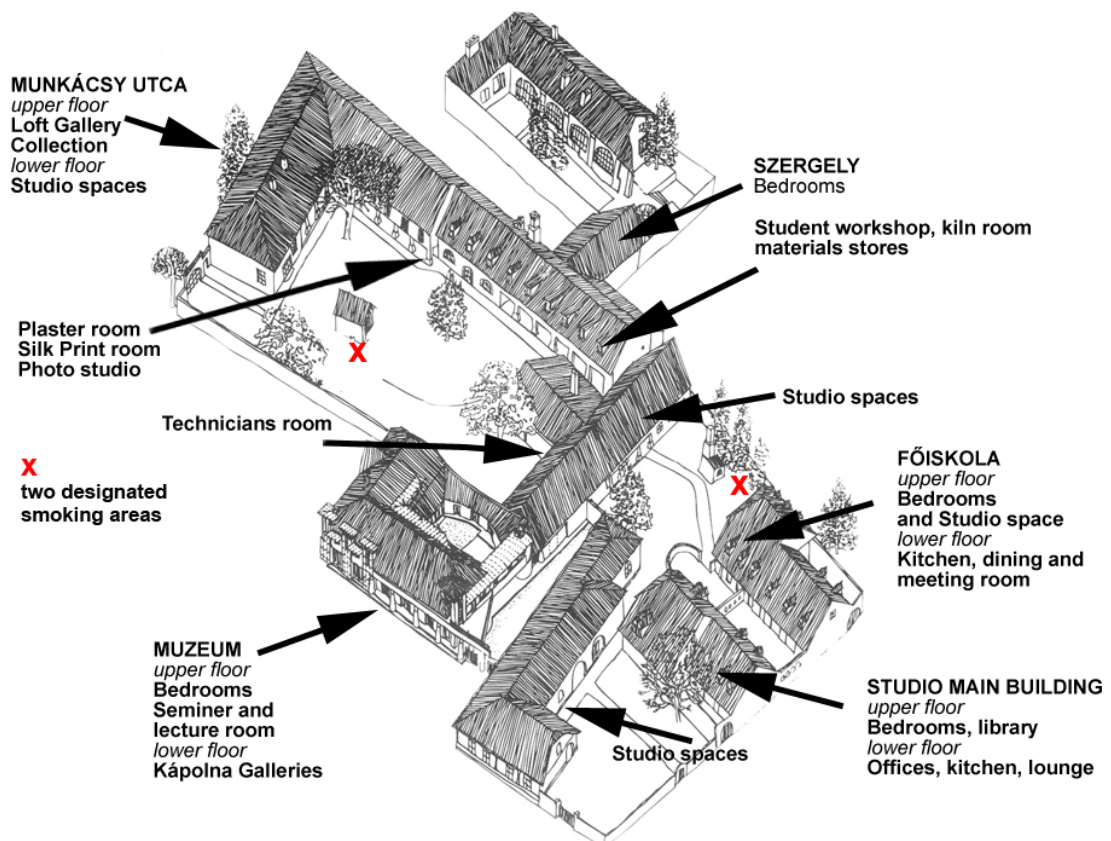 MUNKÁCSY UTCA
upper floor
Loft Gallery
Collection
lower floor
Studio spaces
SZERGELY
Bedrooms
Student workshop, kiln room
materials stores
Plaster room
Silk Print room
Photo studio
X
Technicians room
Studio spaces
X
two designated
smoking areas
X
FŐISKOLA
upper floor
Bedrooms
and Studio space
lower floor
Kitchen, dining and
meeting room
MUZEUM
upper floor
Bedrooms
Seminer and
lecture room
lower floor
Kápolna Galleries
Studio spaces
STUDIO MAIN BUILDING
upper floor
Bedrooms, library
lower floor
Offices, kitchen, lounge